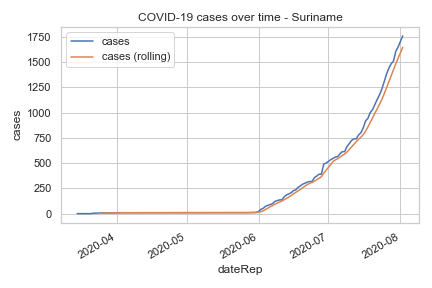 COVID-19 cases over time - Suriname
cases
cases (rolling)
1750
1500
1250
1000
750
500
250
0
cases
2020-04
2020-05
2020-06
2020-07
2020-08
dateRep